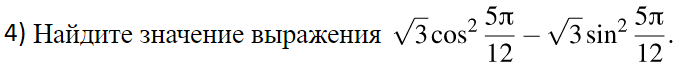 4) Найдите значение выражения √3 cos² 5π/12 − √3 sin² 5π/12.